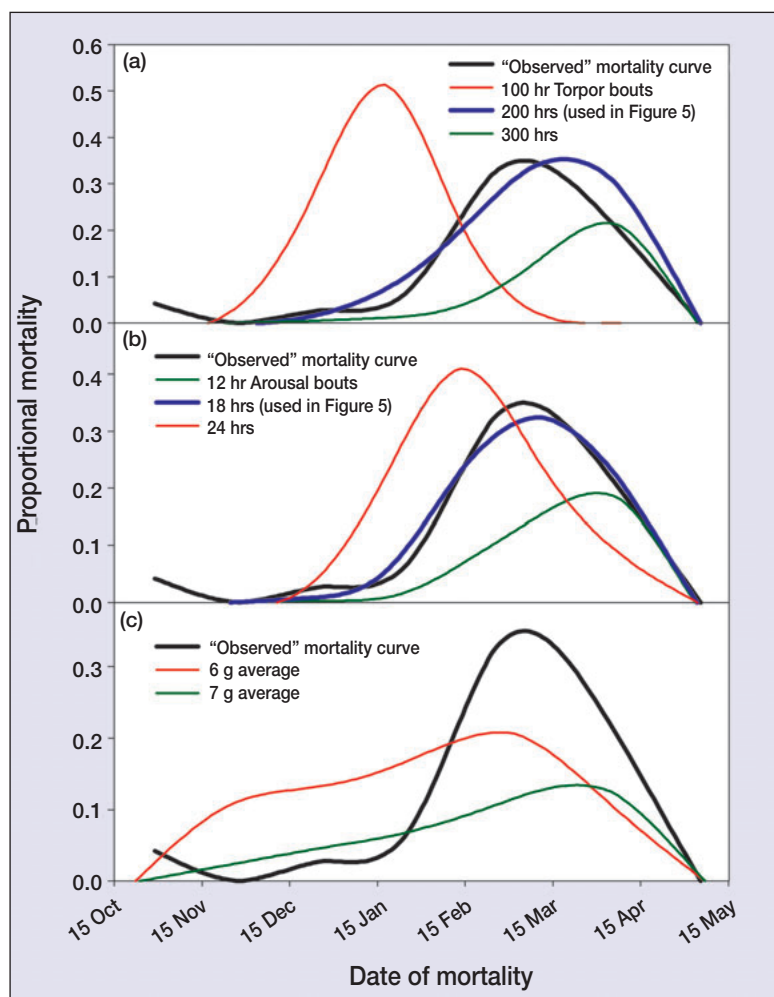 0.6
(a)
"Observed" mortality curve
100 hr Torpor bouts
200 hrs (used in Figure 5)
300 hrs
0.5
0.4
0.3
0.2
0.1
0.0
(b)
"Observed" mortality curve
12 hr Arousal bouts
18 hrs (used in Figure 5)
24 hrs
0.4
0.3
0.2
0.1
0.0
(c)
"Observed" mortality curve
6 g average
7 g average
0.3
0.2
0.1
0.0
Proportional mortality
15 Oct
15 Nov
15 Dec
15 Jan
15 Feb
15 Mar
15 Apr
15 May
Date of mortality